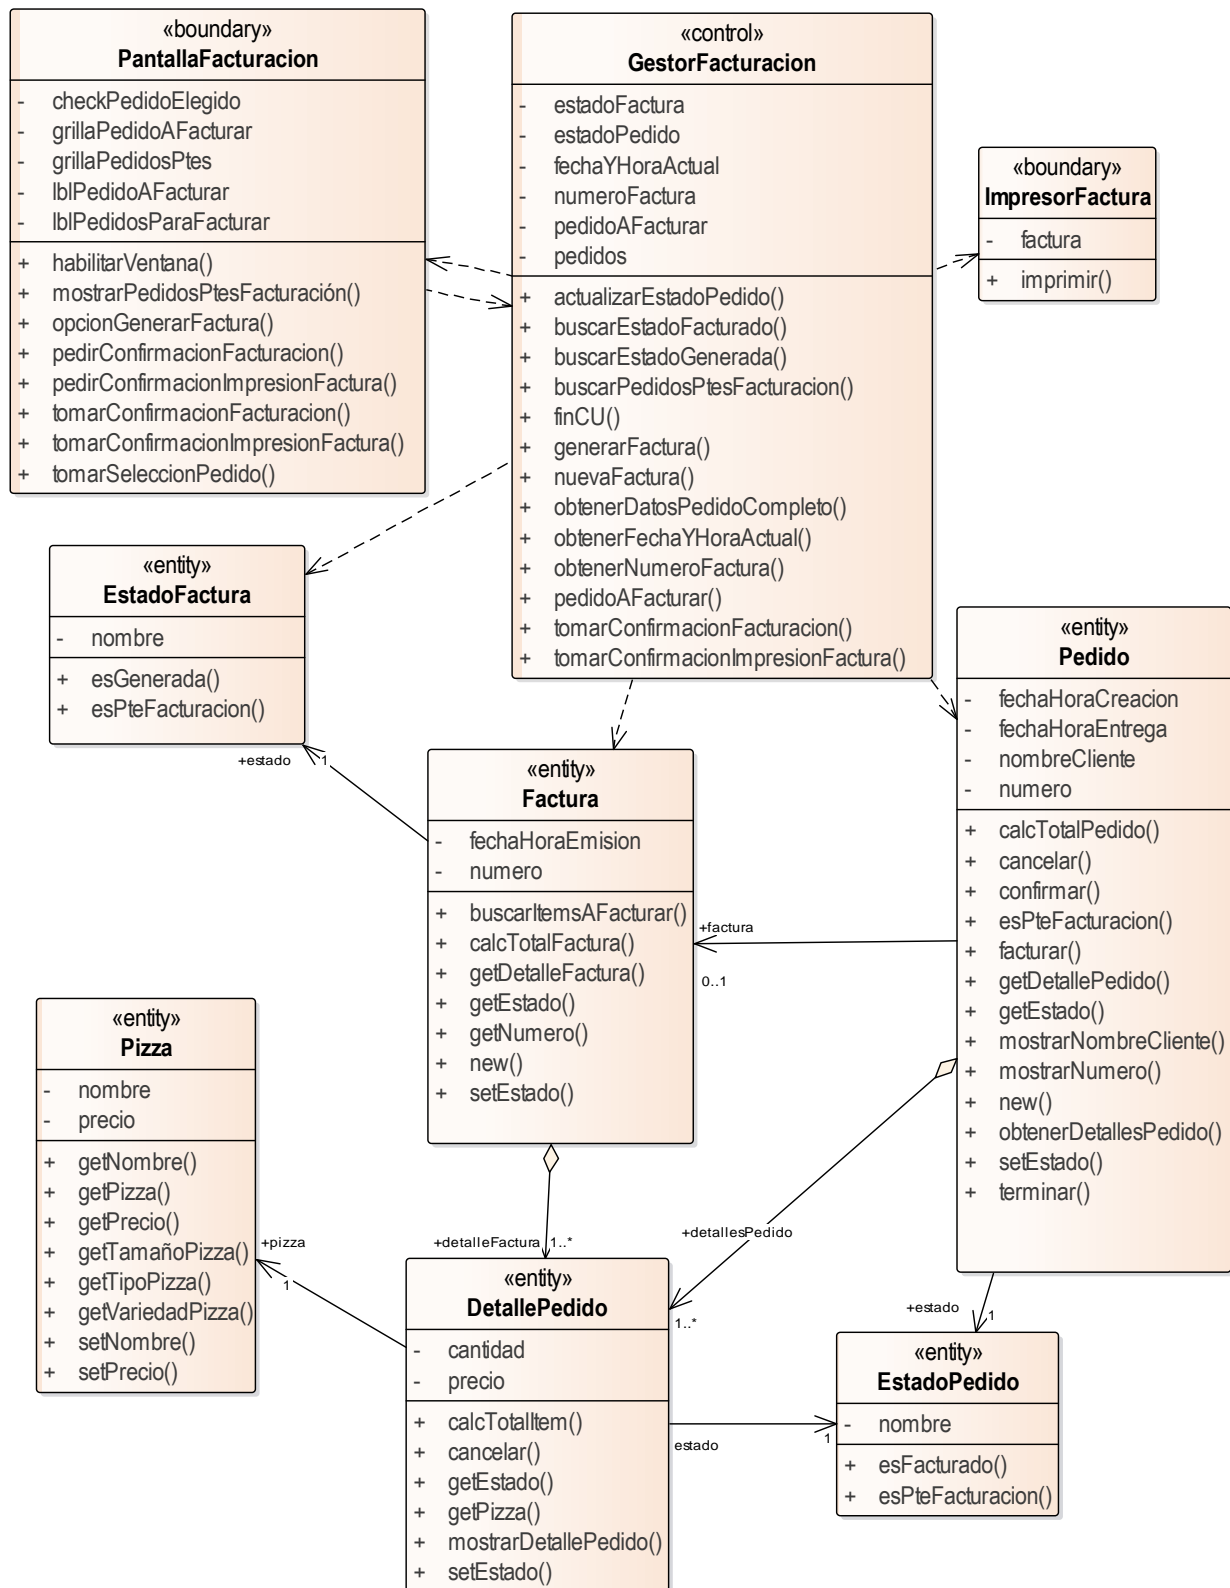 «boundary»
PantallaFacturacion
- checkPedidoElegido
- grillaPedidoAFacturar
- grillaPedidosPtes
- lblPedidoAFacturar
- lblPedidosParaFacturar
+ habilitarVentana()
+ mostrarPedidosPtesFacturación()
+ opcionGenerarFactura()
+ pedirConfirmacionFacturacion()
+ pedirConfirmacionImpresionFactura()
+ tomarConfirmacionFacturacion()
+ tomarConfirmacionImpresionFactura()
+ tomarSeleccionPedido()
«control»
GestorFacturacion
- estadoFactura
- estadoPedido
- fechaYHoraActual
- numeroFactura
- pedidoAFacturar
- pedidos
+ actualizarEstadoPedido()
+ buscarEstadoFacturado()
+ buscarEstadoGenerada()
+ buscarPedidosPtesFacturacion()
+ finCU()
+ generarFactura()
+ nuevaFactura()
+ obtenerDatosPedidoCompleto()
+ obtenerFechaYHoraActual()
+ obtenerNumeroFactura()
+ pedidoAFacturar()
+ tomarConfirmacionFacturacion()
+ tomarConfirmacionImpresionFactura()
«boundary»
ImpresorFactura
- factura
+ imprimir()
«entity»
EstadoFactura
- nombre
+ esGenerada()
+ esPteFacturacion()
+estado
1
«entity»
Factura
- fechaHoraEmision
- numero
+ buscarItemsAFacturar()
+ calcTotalFactura()
+ getDetalleFactura()
+ getEstado()
+ getNumero()
+ new()
+ setEstado()
+factura
0..1
«entity»
Pedido
- fechaHoraCreacion
- fechaHoraEntrega
- nombreCliente
- numero
+ calcTotalPedido()
+ cancelar()
+ confirmar()
+ esPteFacturacion()
+ facturar()
+ getDetallePedido()
+ getEstado()
+ mostrarNombreCliente()
+ mostrarNumero()
+ new()
+ obtenerDetallesPedido()
+ setEstado()
+ terminar()
«entity»
Pizza
- nombre
- precio
+ getNombre()
+ getPizza()
+ getPrecio()
+ getTamañoPizza()
+ getTipoPizza()
+ getVariedadPizza()
+ setNombre()
+ setPrecio()
+pizza
1
+detalleFactura
1..*
+detallesPedido
1..*
«entity»
DetallePedido
- cantidad
- precio
+ calcTotalItem()
+ cancelar()
+ getEstado()
+ getPizza()
+ mostrarDetallePedido()
+ setEstado()
estado
1
+estado
1
«entity»
EstadoPedido
- nombre
+ esFacturado()
+ esPteFacturacion()